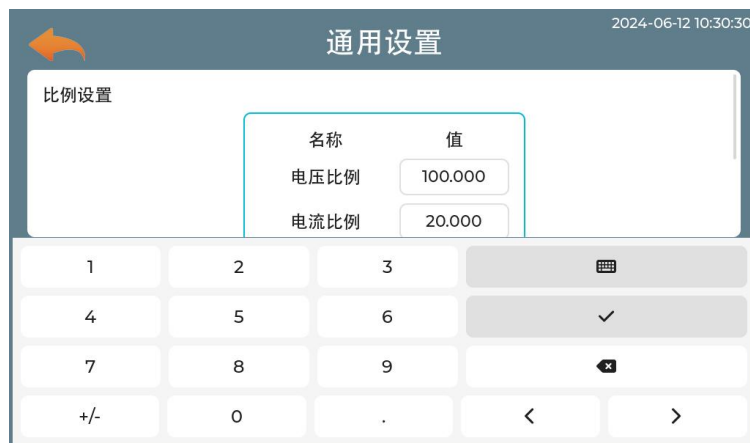 2024-06-12 10:30:30
通用设置
比例设置
名称 值
电压比例 100.000
电流比例 20.000
1 2 3
4 5 6
7 8 9
+/- 0 . < >